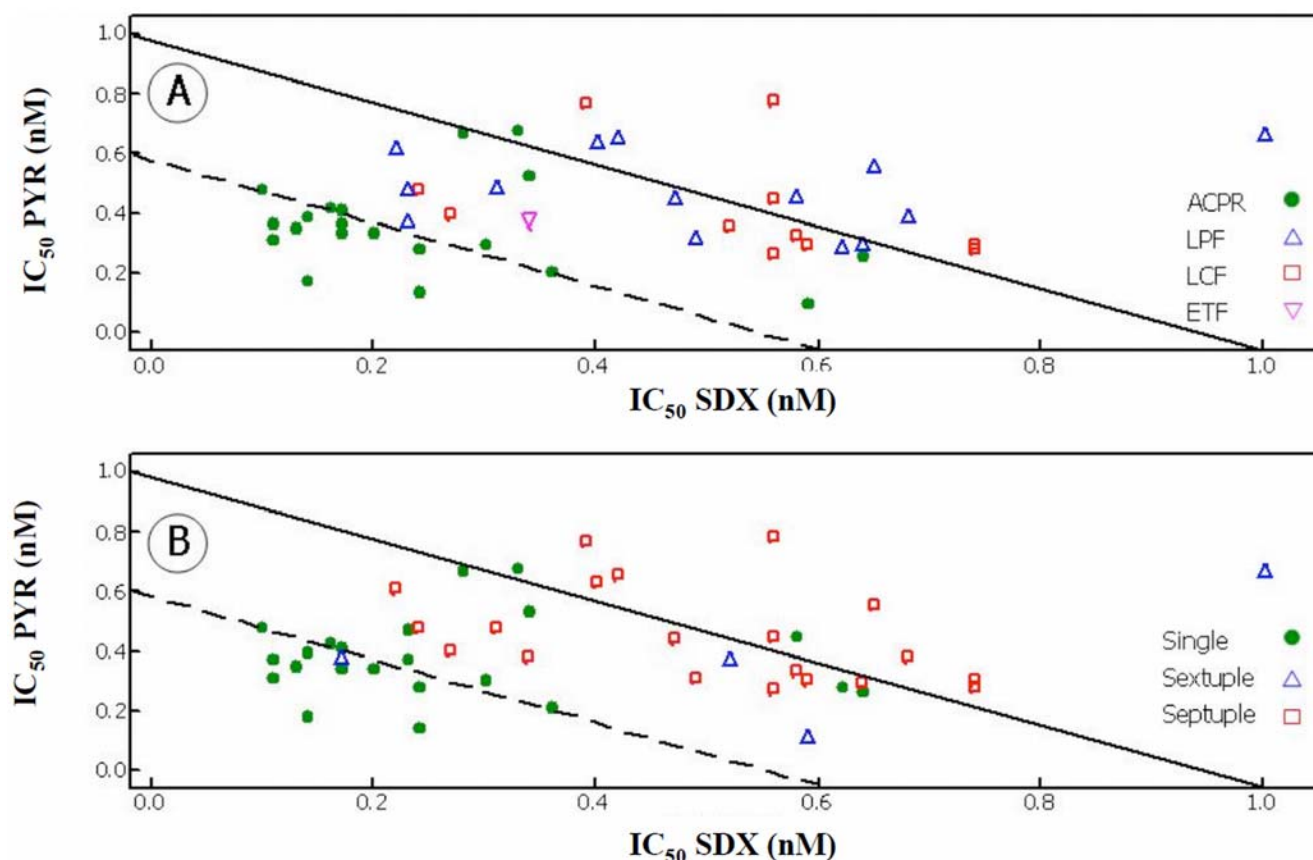 IC50 PYR (nM)
1.0
0.8
0.6
0.4
0.2
0.0
A
ACPR
LPF
LCF
ETF
0.0 0.2 0.4 0.6 0.8 1.0
IC50 SDX (nM)
IC50 PYR (nM)
1.0
0.8
0.6
0.4
0.2
0.0
B
Single
Sextuple
Septuple
0.0 0.2 0.4 0.6 0.8 1.0
IC50 SDX (nM)